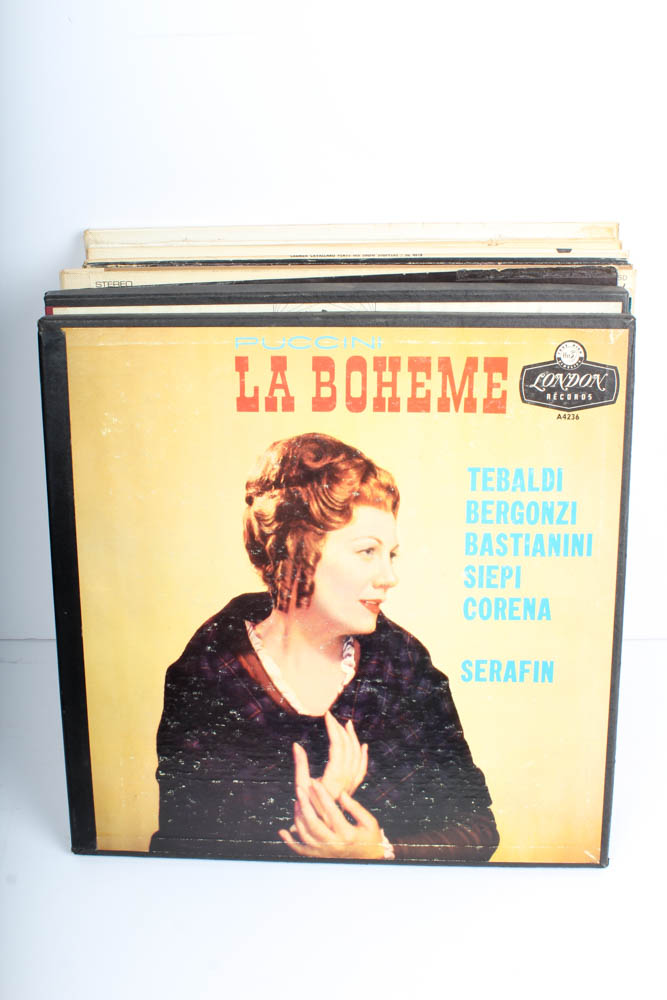 STEREO
PUCCINI
LA BOHEME
LONDON
RECORDS
A4236
TEBALDI
BERGONZI
BASTIANINI
SIEPI
CORENA
SERAFIN